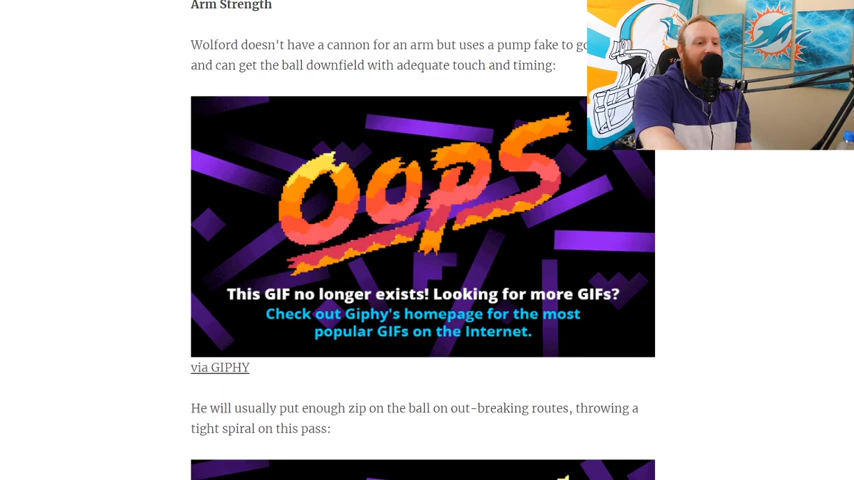 Arm Strength
Wolford doesn't have a cannon for an arm but uses a pump fake to
and can get the ball downfield with adequate touch and timing:
OOPS
This GIF no longer exists! Looking for more GIFs?
Check out Giphy's homepage for the most
popular GIFs on the Internet.
via GIPHY
He will usually put enough zip on the ball on out-breaking routes, throwing a
tight spiral on this pass: